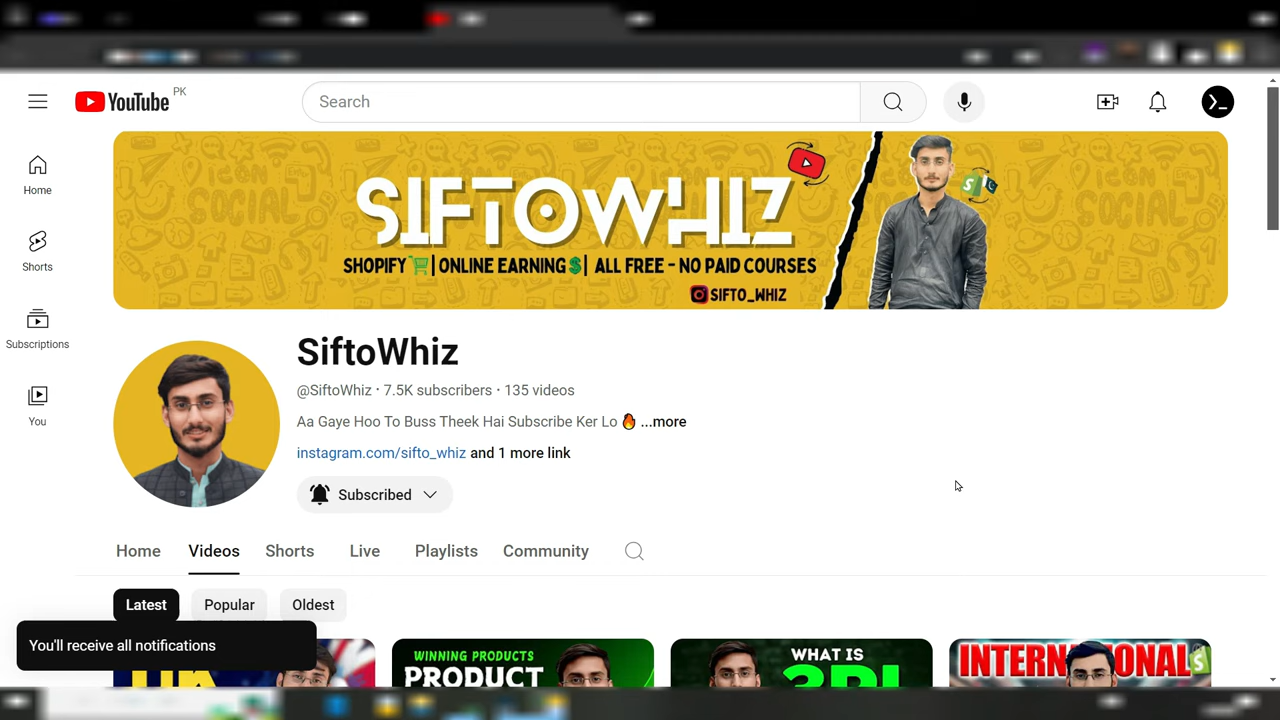 YouTube PK
Search
Home
Shorts
Subscriptions
You
SIFTOWHIZ
SHOPIFY | ONLINE EARNING | ALL FREE - NO PAID COURSES
SIFTO_WHIZ
SiftoWhiz
@SiftoWhiz • 7.5K subscribers • 135 videos
Aa Gaye Hoo To Buss Theek Hai Subscribe Ker Lo 🔥 ...more
instagram.com/sifto_whiz and 1 more link
Subscribed
Home Videos Shorts Live Playlists Community
Latest Popular Oldest
You'll receive all notifications
UK
WINNING PRODUCTS
PRODUCT
WHAT IS
3PL